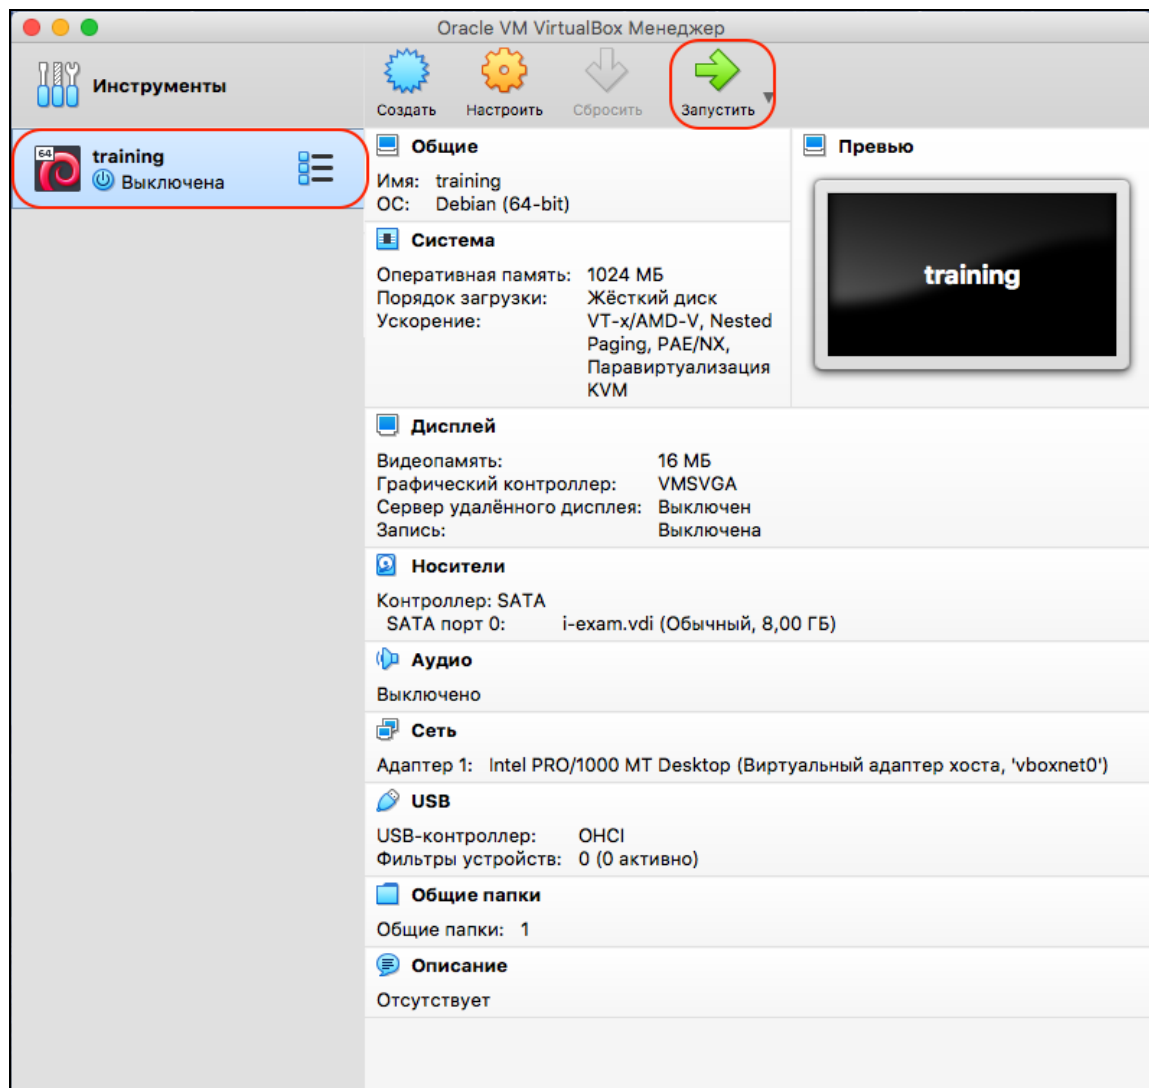 Oracle VM VirtualBox Менеджер
Инструменты
Создать
Настроить
Сбросить
Запустить
64
training
Выключена
Общие
Имя: training
ОС: Debian (64-bit)
Превью
training
Система
Оперативная память: 1024 МБ
Порядок загрузки: Жёсткий диск
Ускорение: VT-x/AMD-V, Nested
Paging, PAE/NX,
Паравиртуализация
KVM
Дисплей
Видеопамять: 16 МБ
Графический контроллер: VMSVGA
Сервер удалённого дисплея: Выключен
Запись: Выключена
Носители
Контроллер: SATA
SATA порт 0: i-exam.vdi (Обычный, 8,00 ГБ)
Аудио
Выключено
Сеть
Адаптер 1: Intel PRO/1000 MT Desktop (Виртуальный адаптер хоста, 'vboxnet0')
USB
USB-контроллер: OHCI
Фильтры устройств: 0 (0 активно)
Общие папки
Общие папки: 1
Описание
Отсутствует